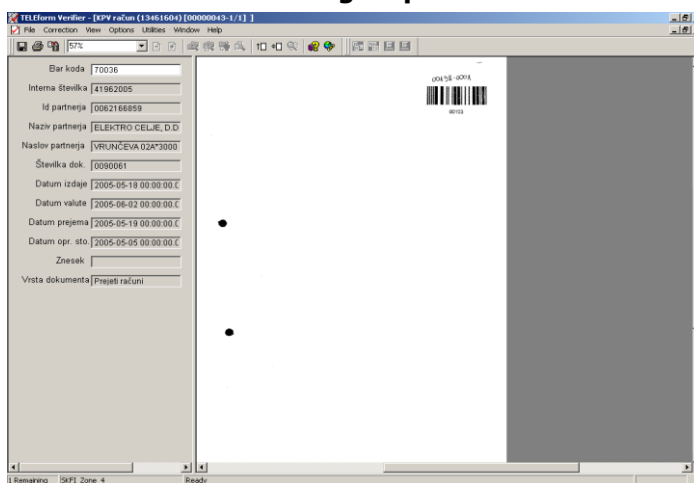 TELEform Verifier - [KPV račun (13461604) [00000043-1/1] ]
File Correction View Options Utilities Window Help
57%
Bar koda 70036
Interna številka 41962005
Id partnerja 0062166859
Naziv partnerja ELEKTRO CELJE, D.D
Naslov partnerja VRUNČEVA 02A*3000
Številka dok. 0090061
Datum izdaje 2005-05-18 00:00:00.0
Datum valute 2005-06-02 00:00:00.0
Datum prejema 2005-05-19 00:00:00.0
Datum opr. sto. 2005-05-05 00:00:00.0
Znesek
Vrsta dokumenta Prejeti računi
1 Remaining SKFI Zone 4 Ready